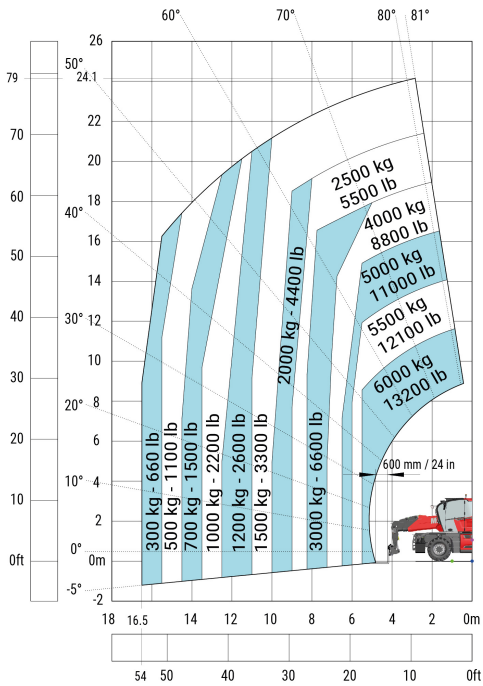 60°
70°
80°
81°
26
50°
79
24.1
70
22
2500 kg
5500 lb
60
20
18
4000 kg
8800 lb
40°
50
16
5000 kg
11000 lb
14
2000 kg - 4400 lb
40
30°
12
5500 kg
12100 lb
30
10
6000 kg
13200 lb
20°
8
20
6
300 kg - 660 lb
500 kg - 1100 lb
700 kg - 1500 lb
1000 kg - 2200 lb
1200 kg - 2600 lb
1500 kg - 3300 lb
3000 kg - 6600 lb
600 mm / 24 in
10°
4
10
2
0°
0ft
0m
-5°
-2
18
16.5
14
12
10
8
6
4
2
0m
54
50
40
30
20
10
0ft